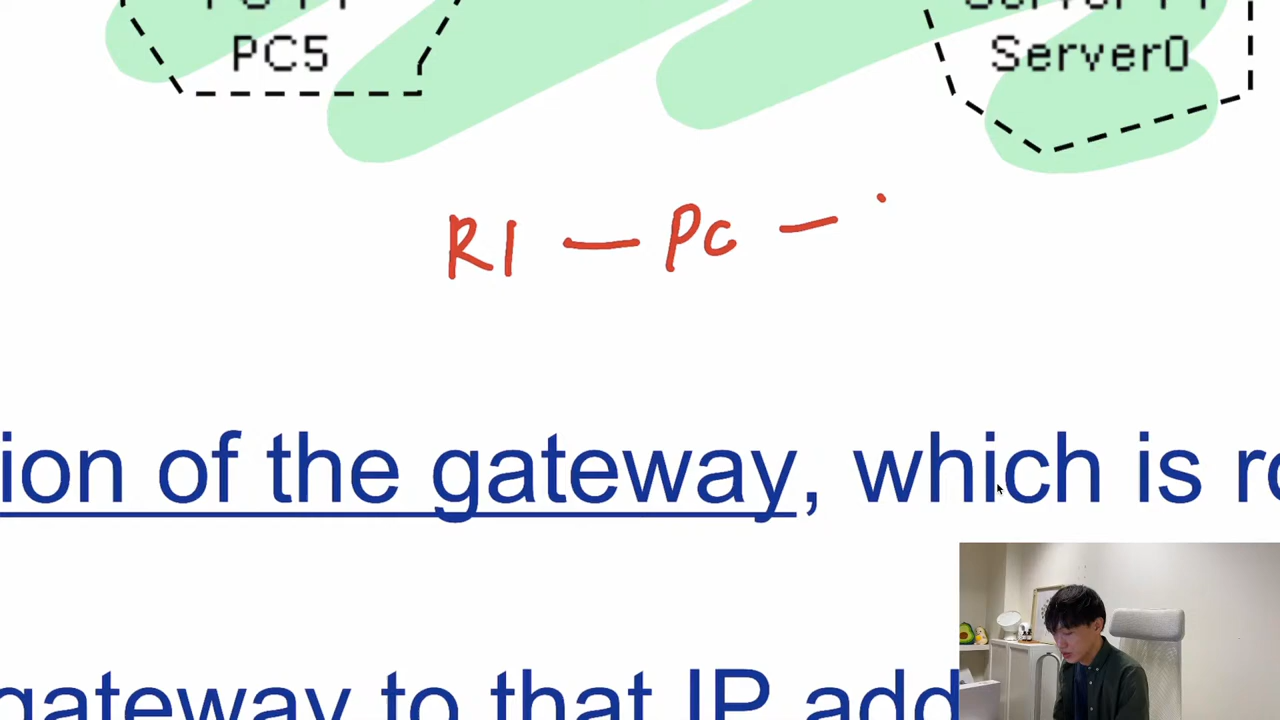 PC5
Server0
R1 — PC —
ion of the gateway, which is ro
gateway to that IP add